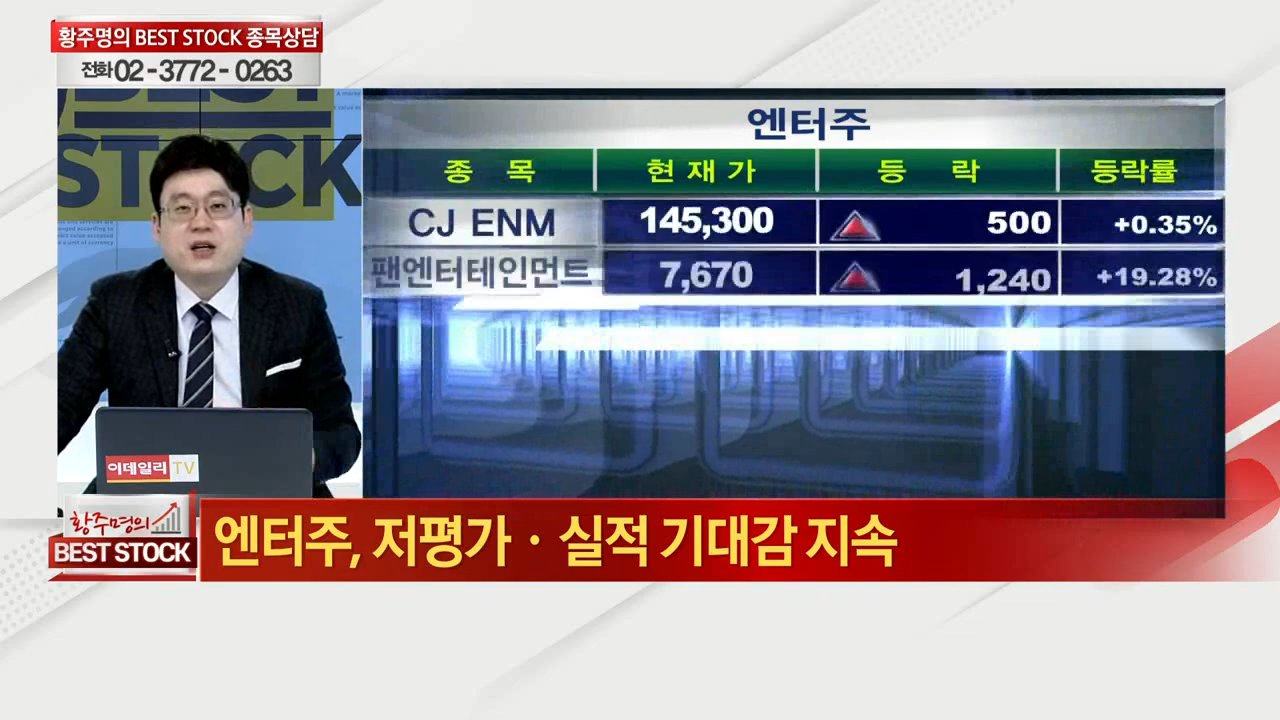 황주명의 BEST STOCK 종목상담
전화 02-3772-0263
BEST
STOCK
엔터주
종 목 현재가 등 락 등락률
CJ ENM 145,300 ▲ 500 +0.35%
팬엔터테인먼트 7,670 ▲ 1,240 +19.28%
이데일리 TV
황주명의
BEST STOCK
엔터주, 저평가 · 실적 기대감 지속